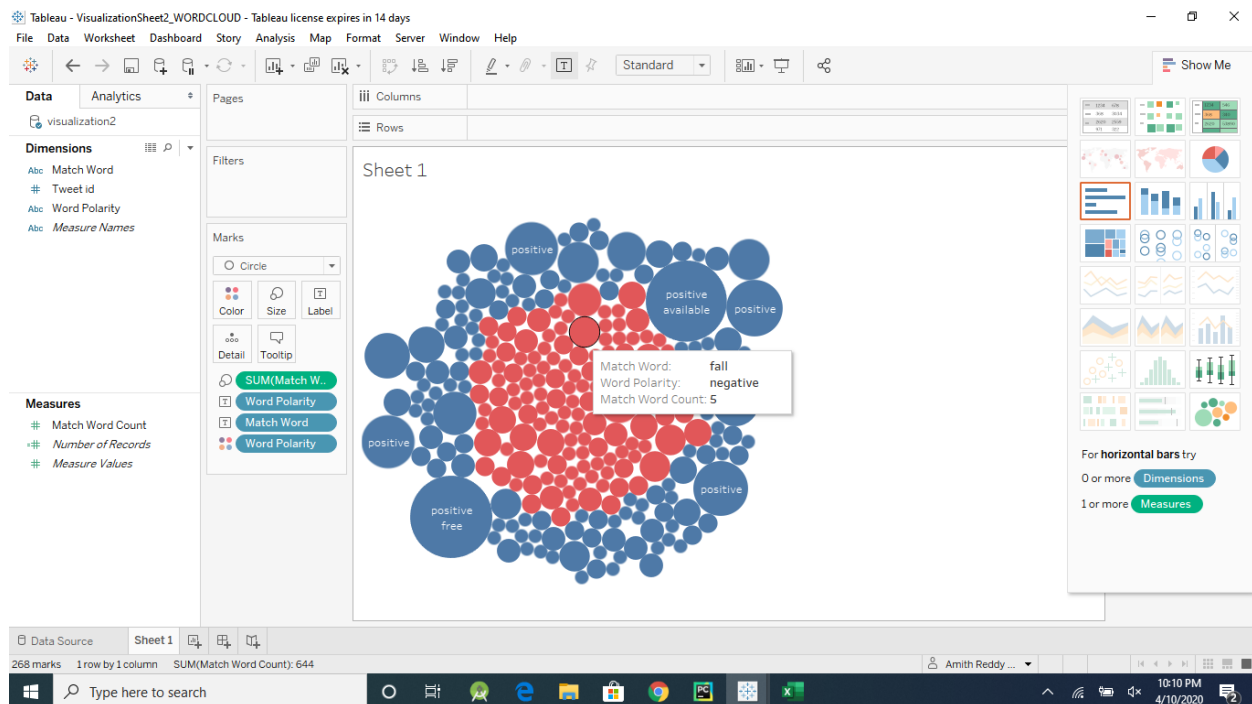 Tableau - VisualizationSheet2_WORDCLOUD - Tableau license expires in 14 days
File Data Worksheet Dashboard Story Analysis Map Format Server Window Help
Standard
Show Me
Data Analytics
visualization2
Dimensions
Abc Match Word
# Tweet id
Abc Word Polarity
Abc Measure Names
Measures
# Match Word Count
# Number of Records
# Measure Values
Pages
Filters
Marks
Circle
Color Size Label
Detail Tooltip
SUM(Match W..
Word Polarity
Match Word
Word Polarity
Columns
Rows
Sheet 1
positive
positive
available
positive
positive
positive
free
positive
Match Word: fall
Word Polarity: negative
Match Word Count: 5
For horizontal bars try
0 or more Dimensions
1 or more Measures
Data Source Sheet 1
268 marks 1 row by 1 column SUM(Match Word Count): 644
Amith Reddy ...
Type here to search
PC
10:10 PM
4/10/2020
2